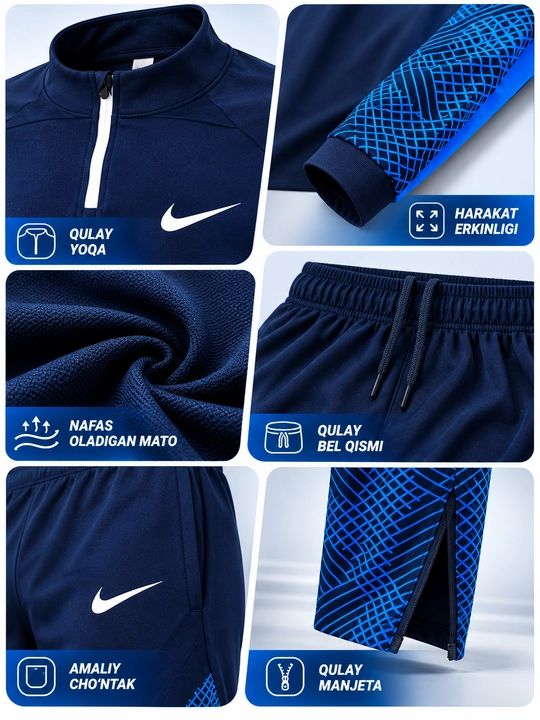 QULAY
YOQA
HARAKAT
ERKINLIGI
NAFAS
OLADIGAN MATO
QULAY
BEL QISMI
AMALIY
CHO‘NTAK
QULAY
MANJETA